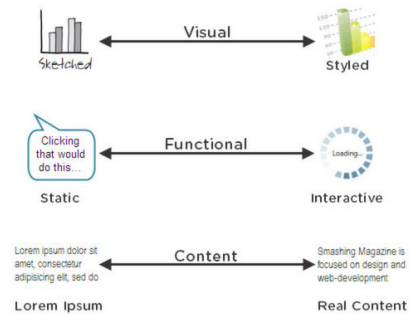 Visual
Sketched
Styled
Clicking
that would
do this...
Functional
Loading...
Static
Interactive
Lorem ipsum dolor sit
amet, consectetur
adipisicing elit, sed do
Content
Smashing Magazine is
focused on design and
web-development
Lorem Ipsum
Real Content